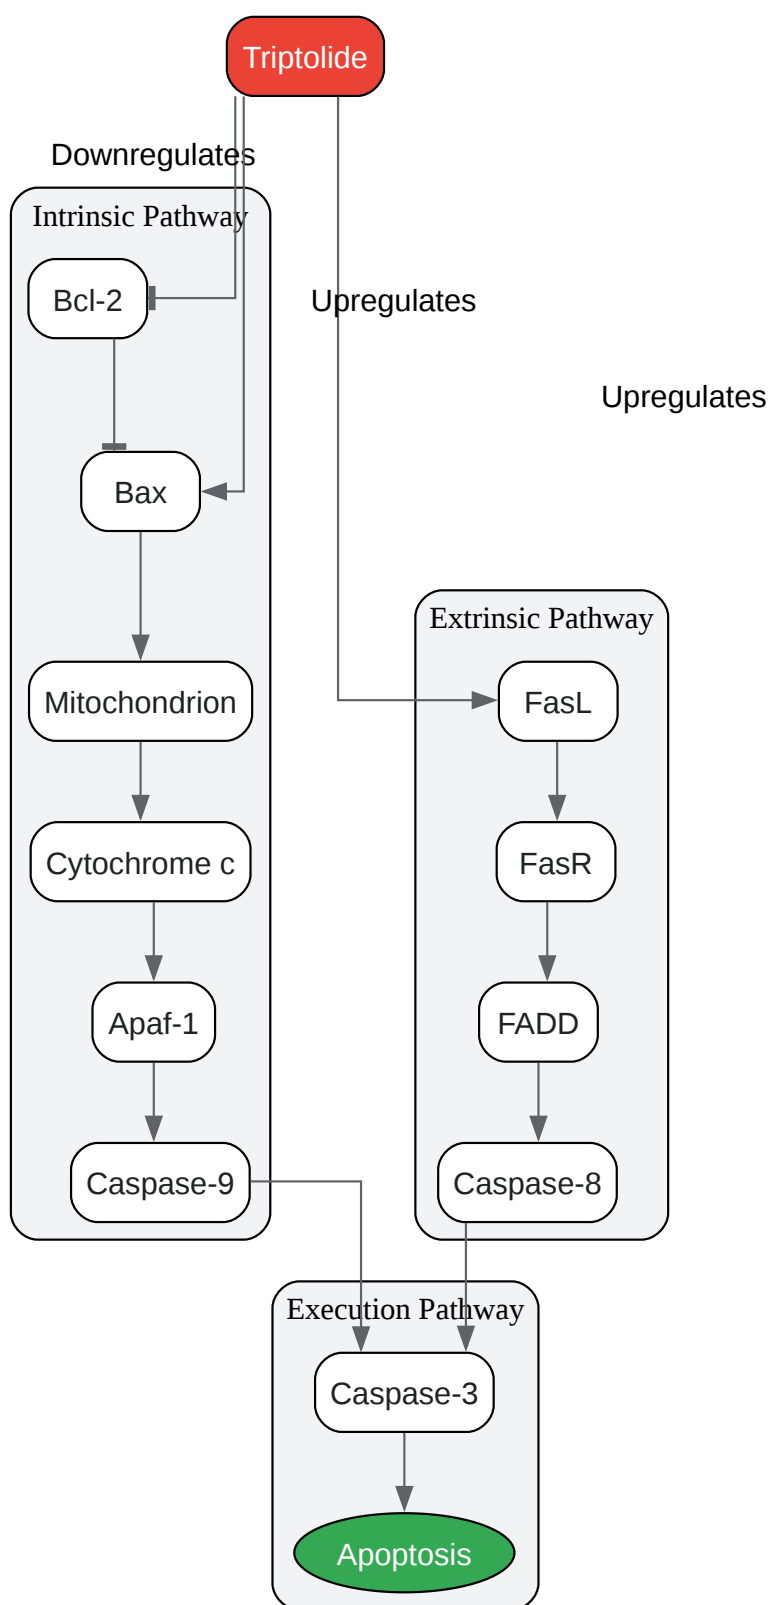 Triptolide
Downregulates
Intrinsic Pathway
Bcl-2
Upregulates
Upregulates
Bax
Extrinsic Pathway
Mitochondrion
FasL
Cytochrome c
FasR
Apaf-1
FADD
Caspase-9
Caspase-8
Execution Pathway
Caspase-3
Apoptosis